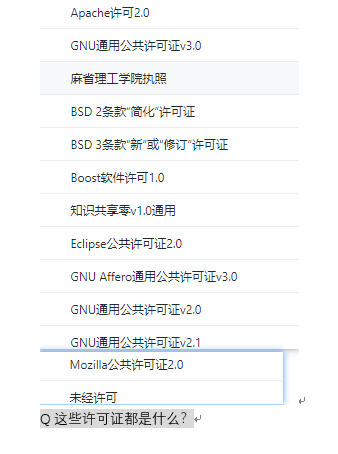 Apache许可2.0
GNU通用公共许可证v3.0
麻省理工学院执照
BSD 2条款“简化”许可证
BSD 3条款“新”或“修订”许可证
Boost软件许可1.0
知识共享零v1.0通用
Eclipse公共许可证2.0
GNU Affero通用公共许可证v3.0
GNU通用公共许可证v2.0
GNU通用公共许可证v2.1
Mozilla公共许可证2.0
未经许可
Q 这些许可证都是什么？